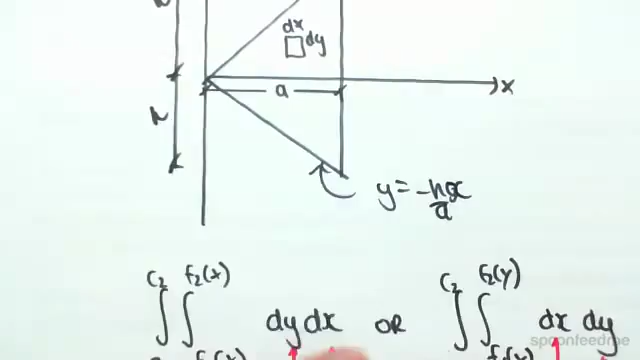 dx
dy
x
a
h
y = -hx/a
C₂ f₂(x) C₂ f₂(y)
∫∫ dy dx OR ∫∫ dx dy
spoonfeedme